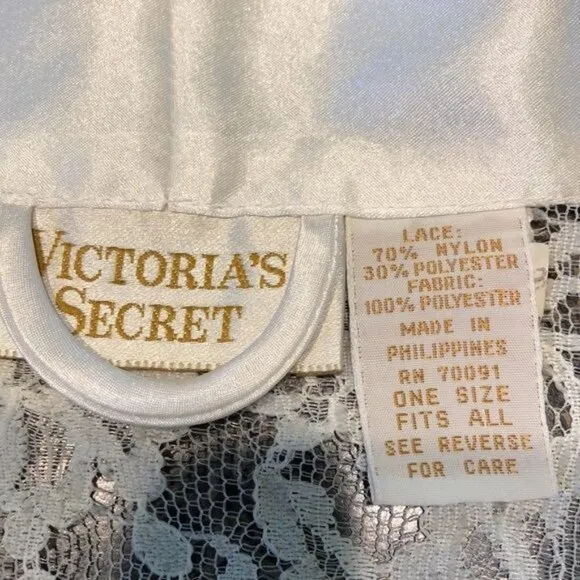 VICTORIA'S
SECRET
LACE:
70% NYLON
30% POLYESTER
FABRIC:
100% POLYESTER
MADE IN
PHILIPPINES
RN 70091
ONE SIZE
FITS ALL
SEE REVERSE
FOR CARE